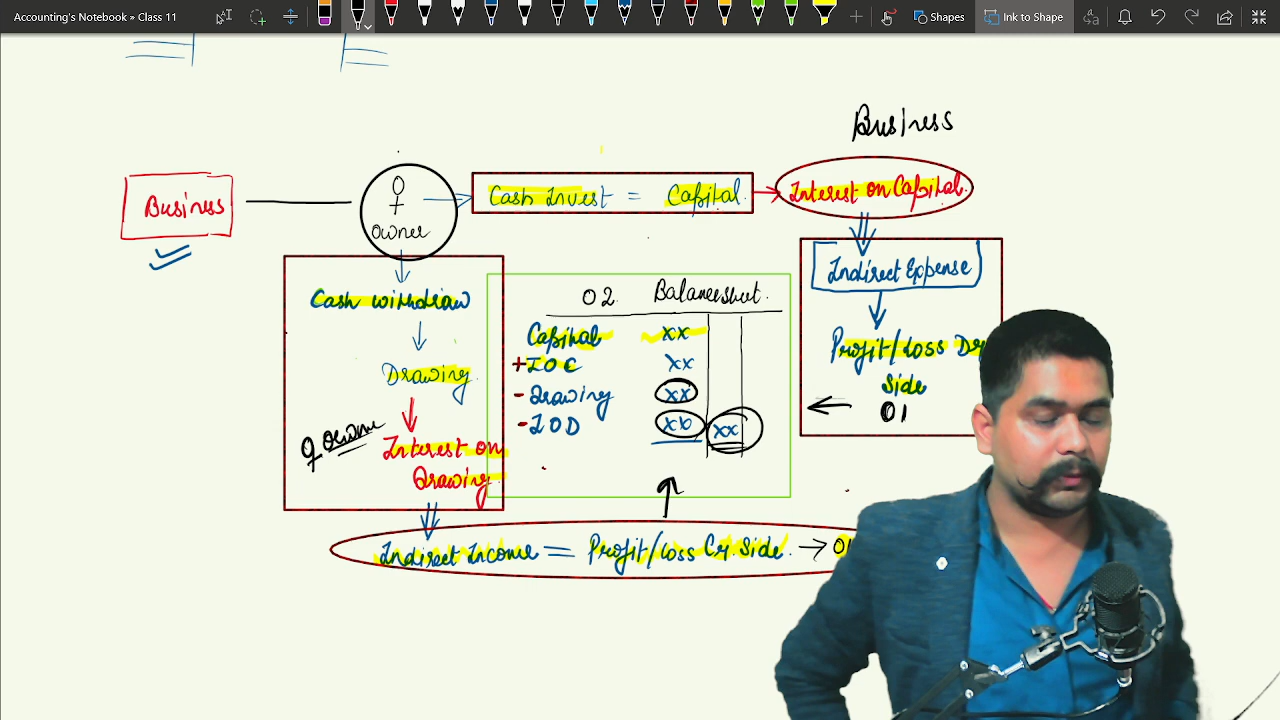 Accounting's Notebook » Class 11
Shapes
Ink to Shape
Business
Business
owner
Cash Invest = Capital
Interest on Capital.
Cash withdraw
Drawing.
Interest on
Drawing.
02. Balancesheet.
Capital xx
+ IOC xx
- Drawing xx
- IOD xx xx
Indirect Expense
Profit/Loss Dr
Side
01
Indirect Income = Profit/Loss Cr. Side. → 01